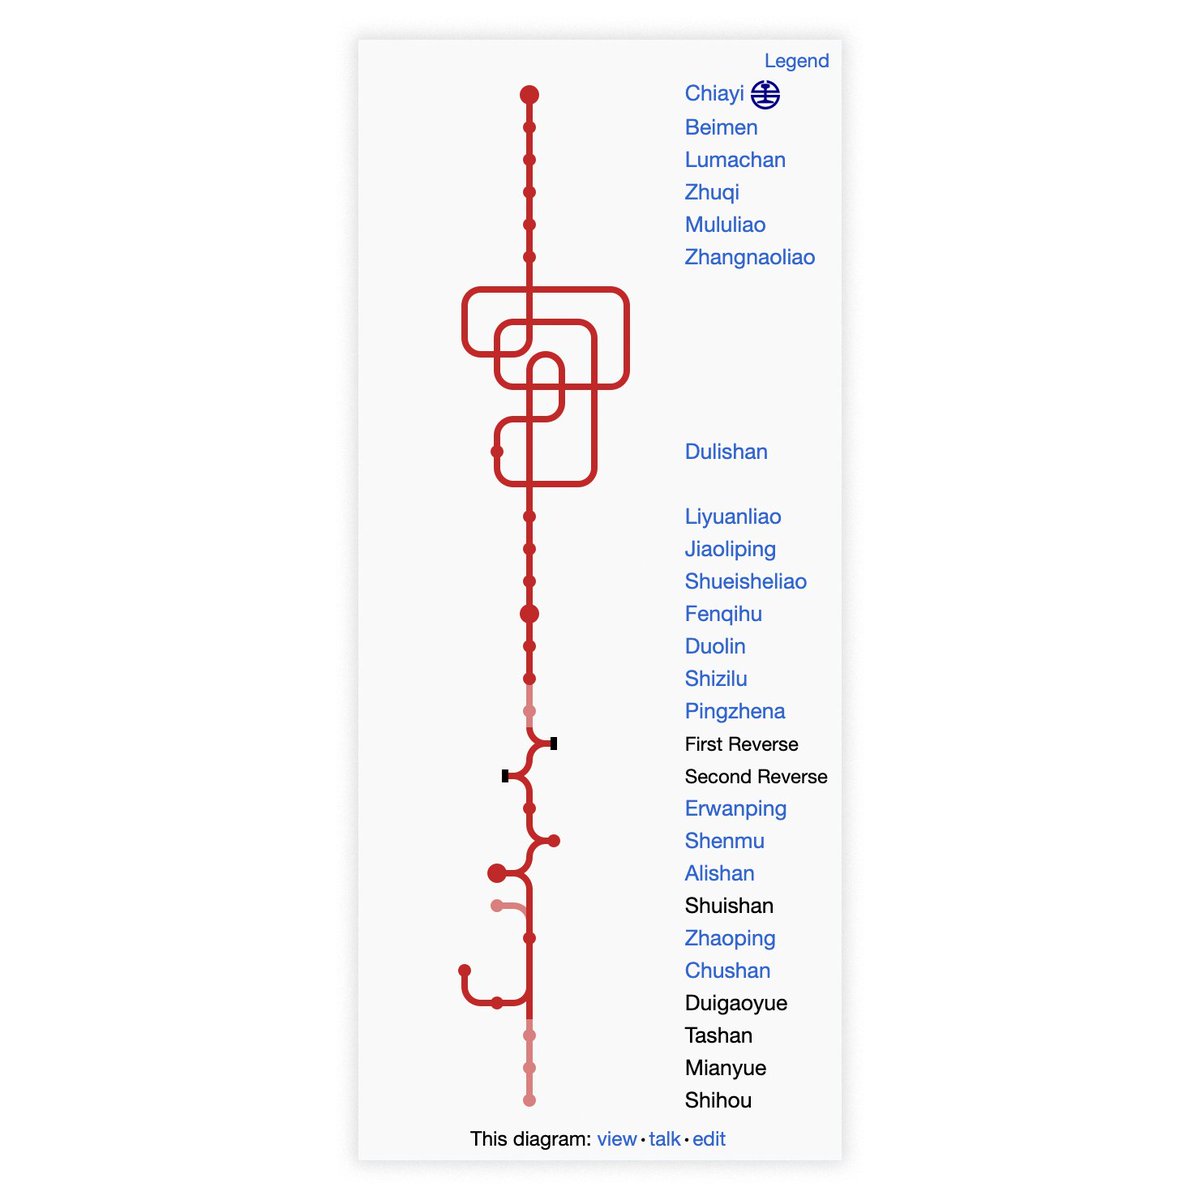 Legend
Chiayi
Beimen
Lumachan
Zhuqi
Mululiao
Zhangnaoliao
Dulishan
Liyuanliao
Jiaoliping
Shueisheliao
Fenqihu
Duolin
Shizilu
Pingzhena
First Reverse
Second Reverse
Erwanping
Shenmu
Alishan
Shuishan
Zhaoping
Chushan
Duigaoyue
Tashan
Mianyue
Shihou
This diagram: view · talk · edit